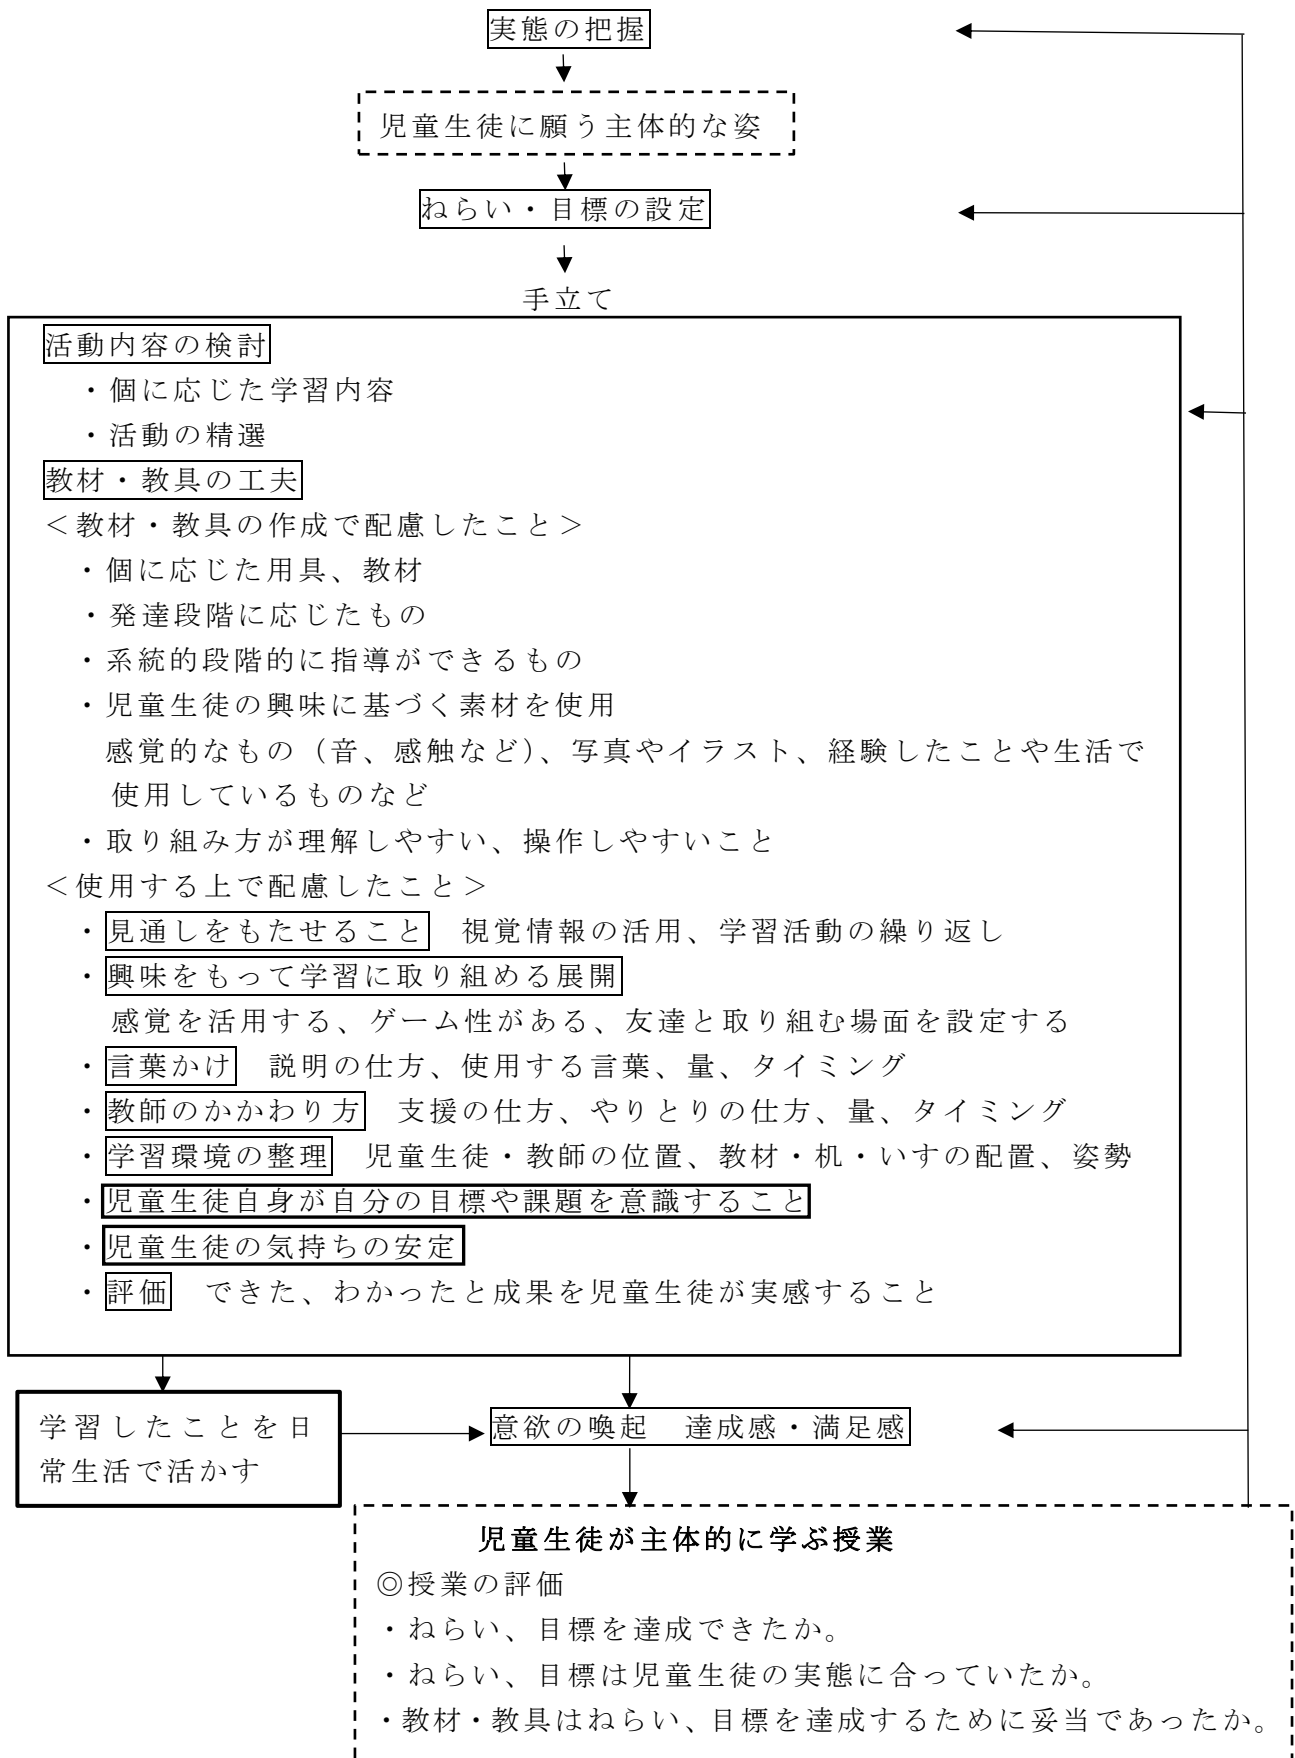 実態の把握
児童生徒に願う主体的な姿
ねらい・目標の設定
手立て
活動内容の検討
・個に応じた学習内容
・活動の精選
教材・教具の工夫
＜教材・教具の作成で配慮したこと＞
・個に応じた用具、教材
・発達段階に応じたもの
・系統的段階的に指導ができるもの
・児童生徒の興味に基づく素材を使用
感覚的なもの（音、感触など）、写真やイラスト、経験したことや生活で
使用しているものなど
・取り組み方が理解しやすい、操作しやすいこと
＜使用する上で配慮したこと＞
・見通しをもたせること　視覚情報の活用、学習活動の繰り返し
・興味をもって学習に取り組める展開
感覚を活用する、ゲーム性がある、友達と取り組む場面を設定する
・言葉かけ　説明の仕方、使用する言葉、量、タイミング
・教師のかかわり方　支援の仕方、やりとりの仕方、量、タイミング
・学習環境の整理　児童生徒・教師の位置、教材・机・いすの配置、姿勢
・児童生徒自身が自分の目標や課題を意識すること
・児童生徒の気持ちの安定
・評価　できた、わかったと成果を児童生徒が実感すること
学習したことを日
常生活で活かす
意欲の喚起　達成感・満足感
児童生徒が主体的に学ぶ授業
◎授業の評価
・ねらい、目標を達成できたか。
・ねらい、目標は児童生徒の実態に合っていたか。
・教材・教具はねらい、目標を達成するために妥当であったか。